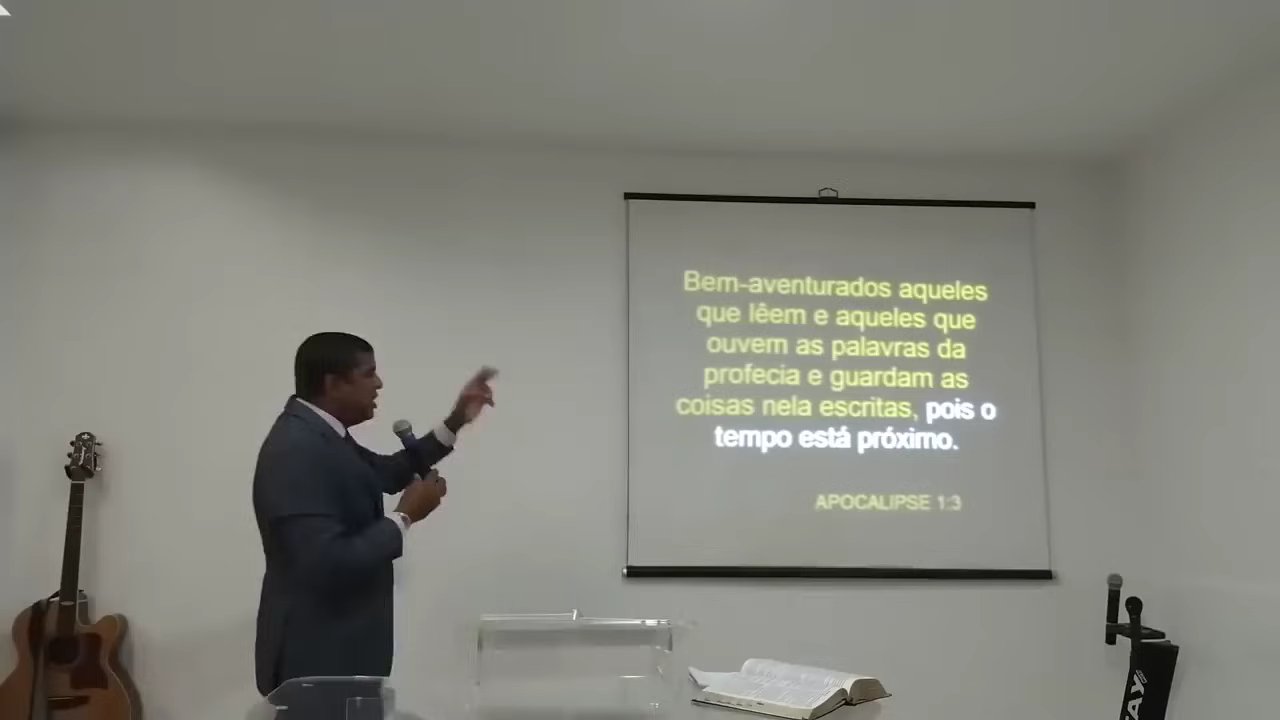 Bem-aventurados aqueles
que lêem e aqueles que
ouvem as palavras da
profecia e guardam as
coisas nela escritas, pois o
tempo está próximo.
APOCALIPSE 1:3